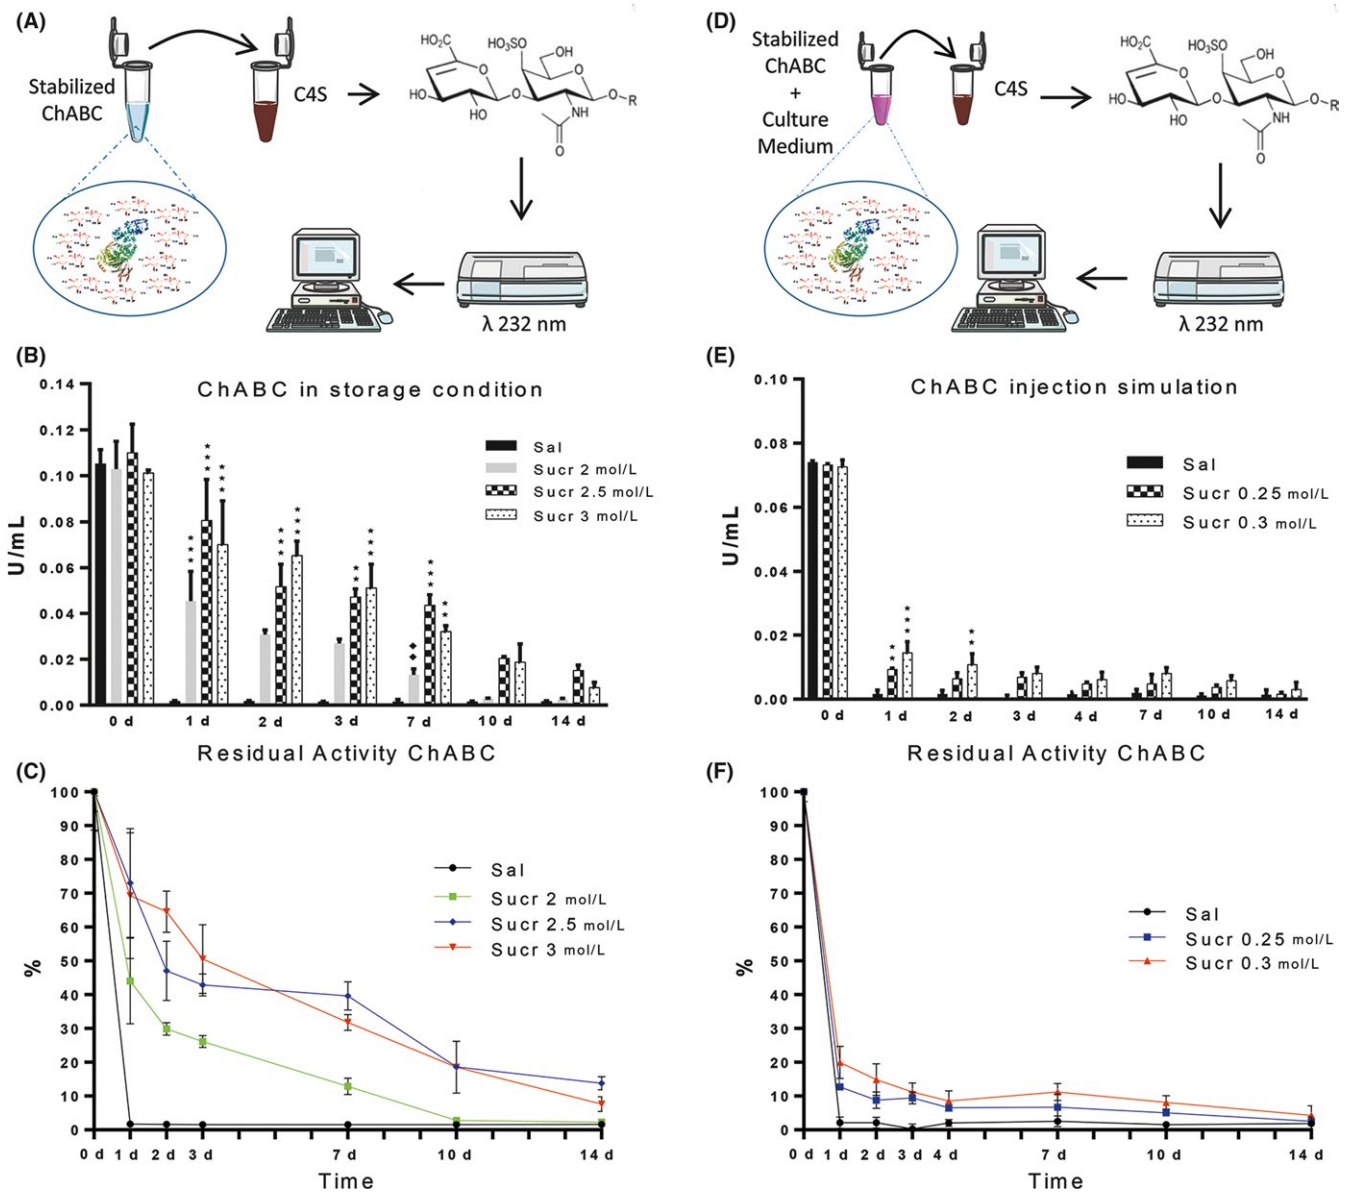 (A)
Stabilized
ChABC
C4S
HO₂C
HO₃SO
OH
O
O
HO
O
O
R
HO
NH
O
λ 232 nm
(D)
Stabilized
ChABC
+
Culture
Medium
C4S
HO₂C
HO₃SO
OH
O
O
HO
O
O
R
HO
NH
O
λ 232 nm
(B)
ChABC in storage condition
U/mL
0.14
0.12
0.10
0.08
0.06
0.04
0.02
0.00
Sal
Sucr 2 mol/L
Sucr 2.5 mol/L
Sucr 3 mol/L
0 d 1 d 2 d 3 d 7 d 10 d 14 d
(E)
ChABC injection simulation
U/mL
0.10
0.08
0.06
0.04
0.02
0.00
Sal
Sucr 0.25 mol/L
Sucr 0.3 mol/L
0 d 1 d 2 d 3 d 4 d 7 d 10 d 14 d
(C)
Residual Activity ChABC
%
100
90
80
70
60
50
40
30
20
10
0
Sal
Sucr 2 mol/L
Sucr 2.5 mol/L
Sucr 3 mol/L
0 d 1 d 2 d 3 d 7 d 10 d 14 d
Time
(F)
Residual Activity ChABC
%
100
90
80
70
60
50
40
30
20
10
0
Sal
Sucr 0.25 mol/L
Sucr 0.3 mol/L
0 d 1 d 2 d 3 d 4 d 7 d 10 d 14 d
Time